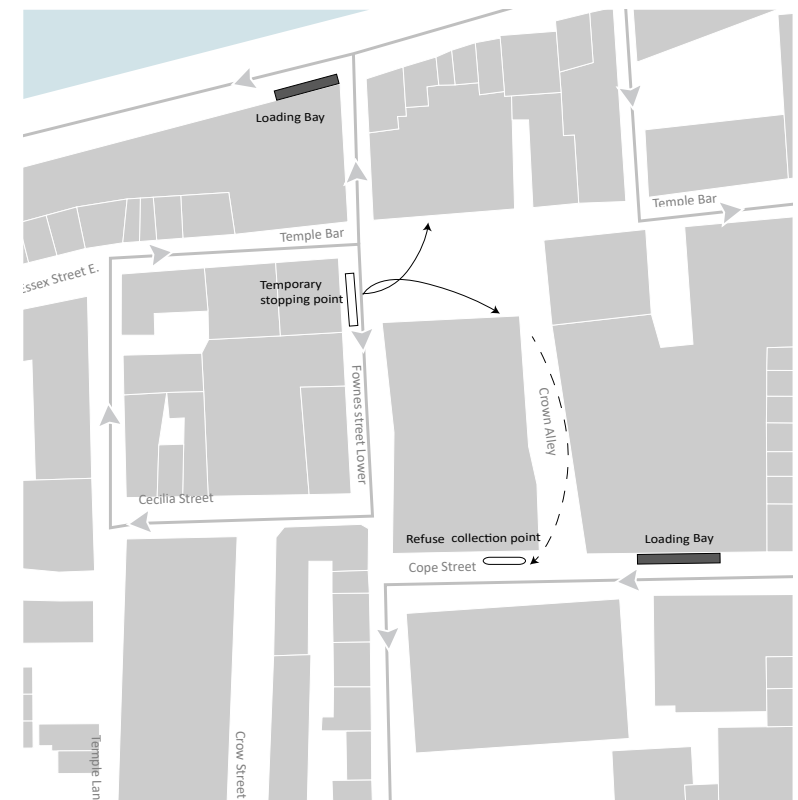 Loading Bay
Temple Bar
Temple Bar
Essex Street E.
Temporary
stopping point
Fownes street Lower
Crown Alley
Cecilia Street
Refuse collection point
Loading Bay
Cope Street
Temple Lan
Crow Street